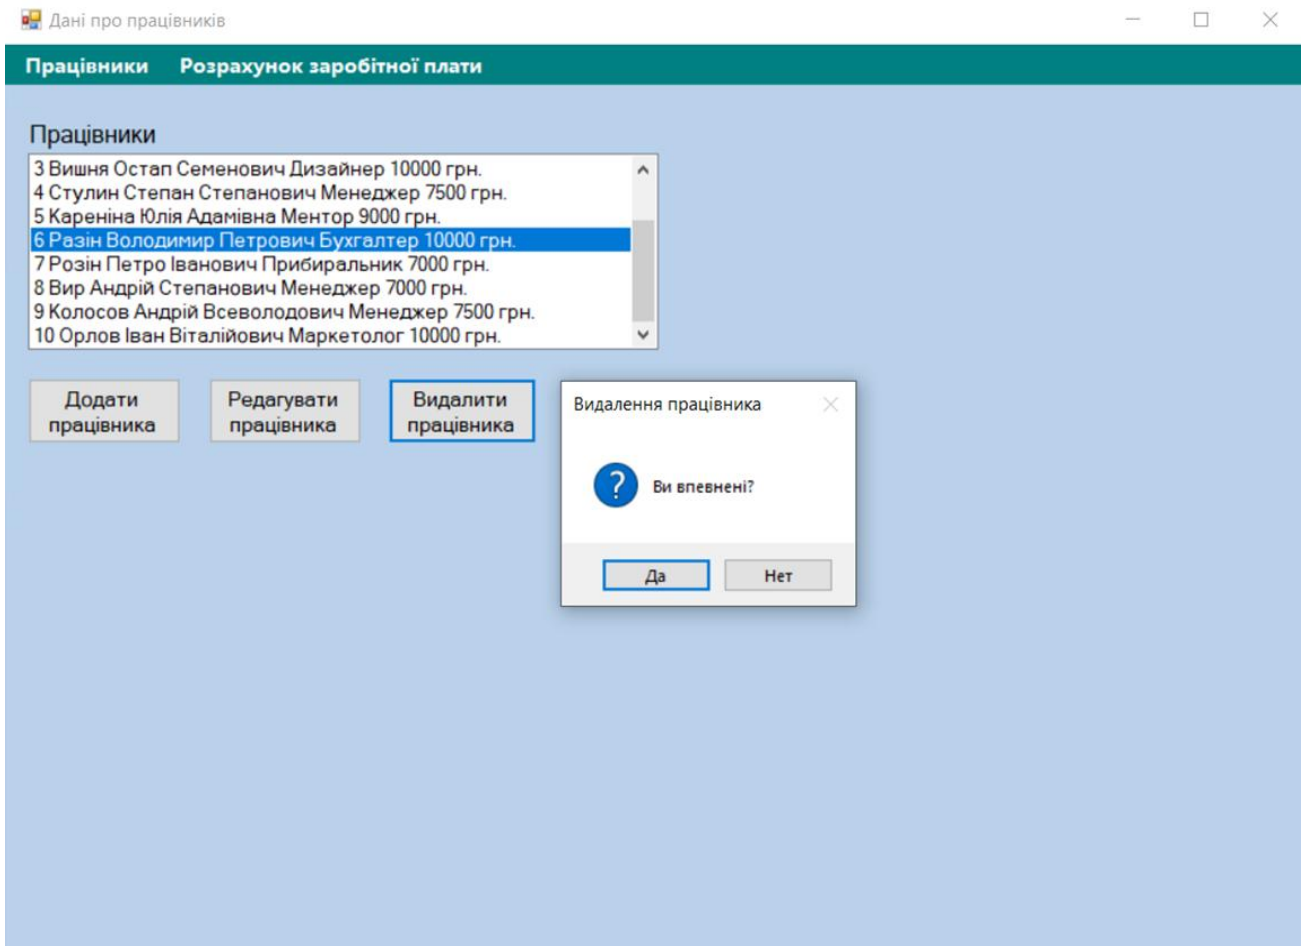 Дані про працівників
Працівники Розрахунок заробітної плати
Працівники
3 Вишня Остап Семенович Дизайнер 10000 грн.
4 Стулин Степан Степанович Менеджер 7500 грн.
5 Кареніна Юлія Адамівна Ментор 9000 грн.
6 Разін Володимир Петрович Бухгалтер 10000 грн.
7 Розін Петро Іванович Прибиральник 7000 грн.
8 Вир Андрій Степанович Менеджер 7000 грн.
9 Колосов Андрій Всеволодович Менеджер 7500 грн.
10 Орлов Іван Віталійович Маркетолог 10000 грн.
Додати
працівника
Редагувати
працівника
Видалити
працівника
Видалення працівника
Ви впевнені?
Да
Нет